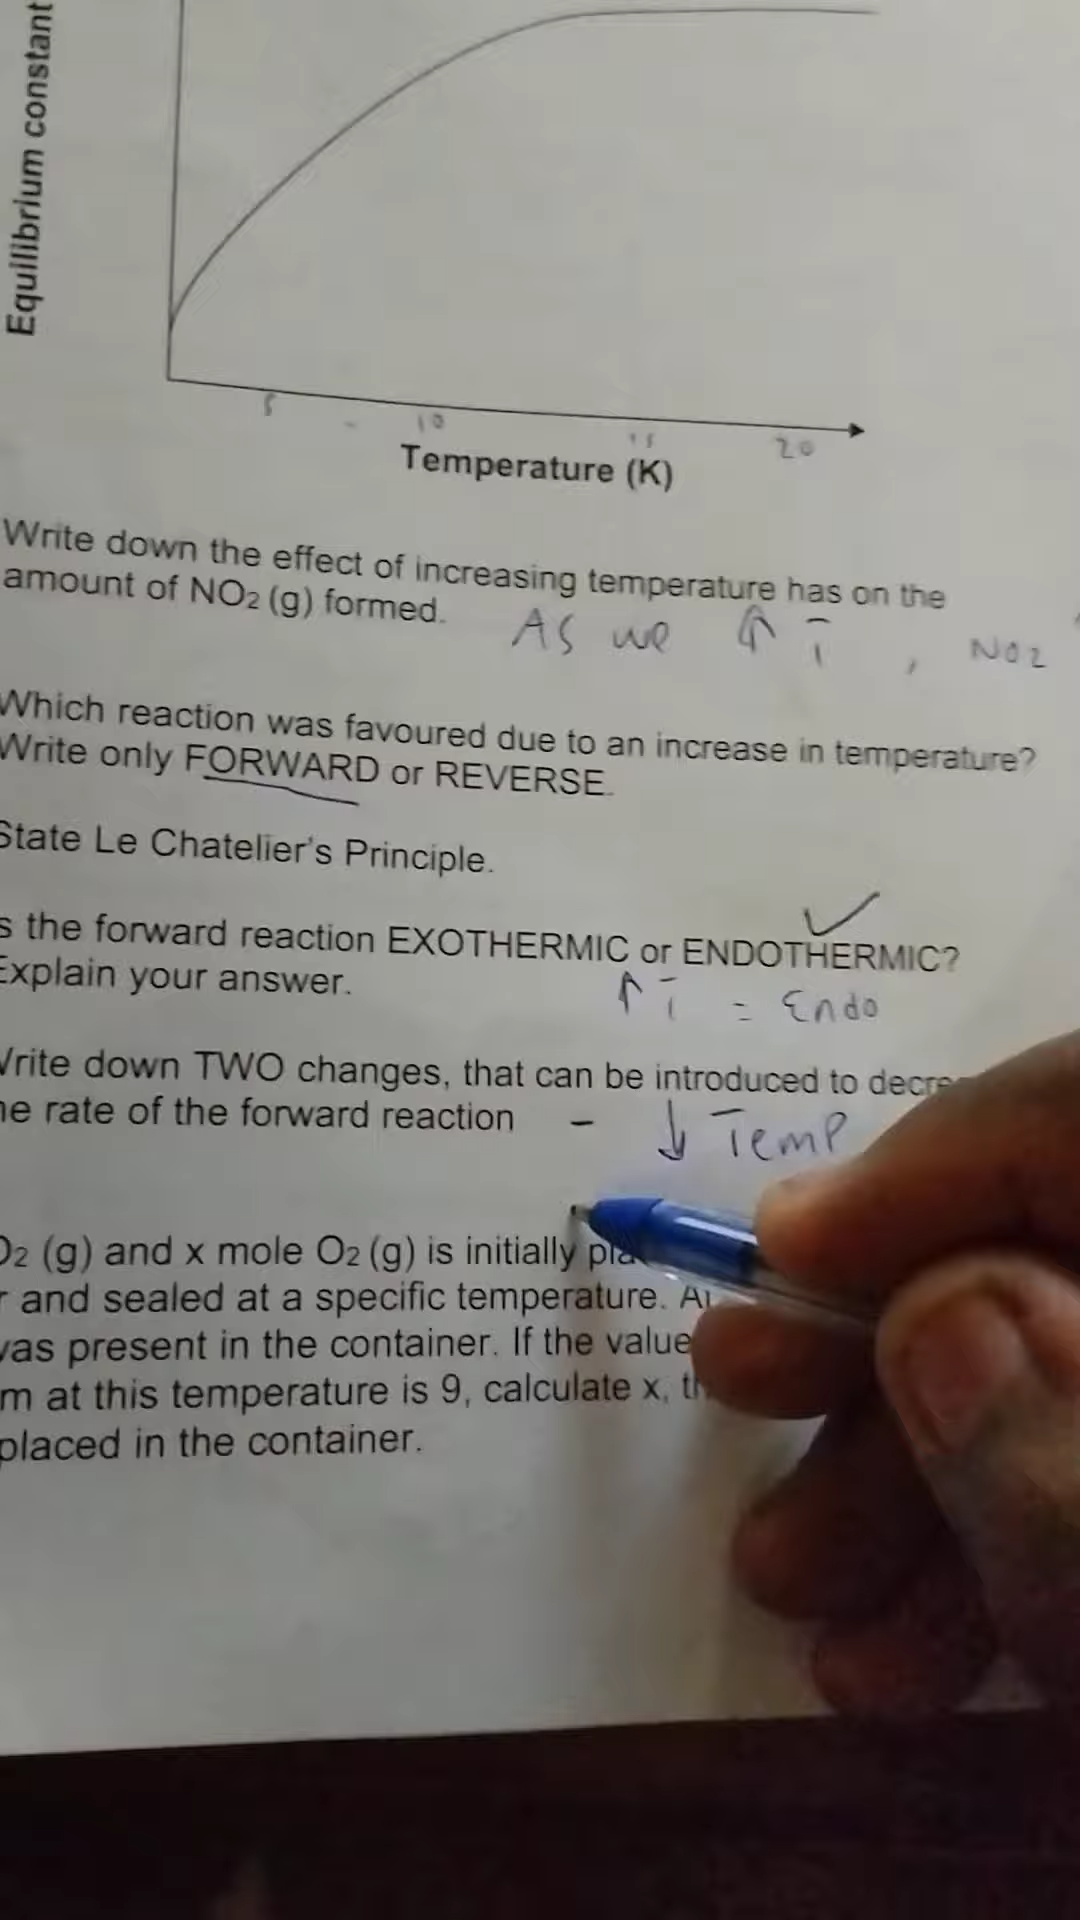 Equilibrium constant
5 10 15 20
Temperature (K)
Write down the effect of increasing temperature has on the
amount of NO2 (g) formed. As we ↑ T, NO2
Which reaction was favoured due to an increase in temperature?
Write only FORWARD or REVERSE.
State Le Chatelier's Principle.
s the forward reaction EXOTHERMIC or ENDOTHERMIC? ✓
Explain your answer. ↑ T = Endo
Write down TWO changes, that can be introduced to decre
he rate of the forward reaction - ↓ Temp
O2 (g) and x mole O2 (g) is initially pla
r and sealed at a specific temperature. A
was present in the container. If the value
m at this temperature is 9, calculate x, th
placed in the container.